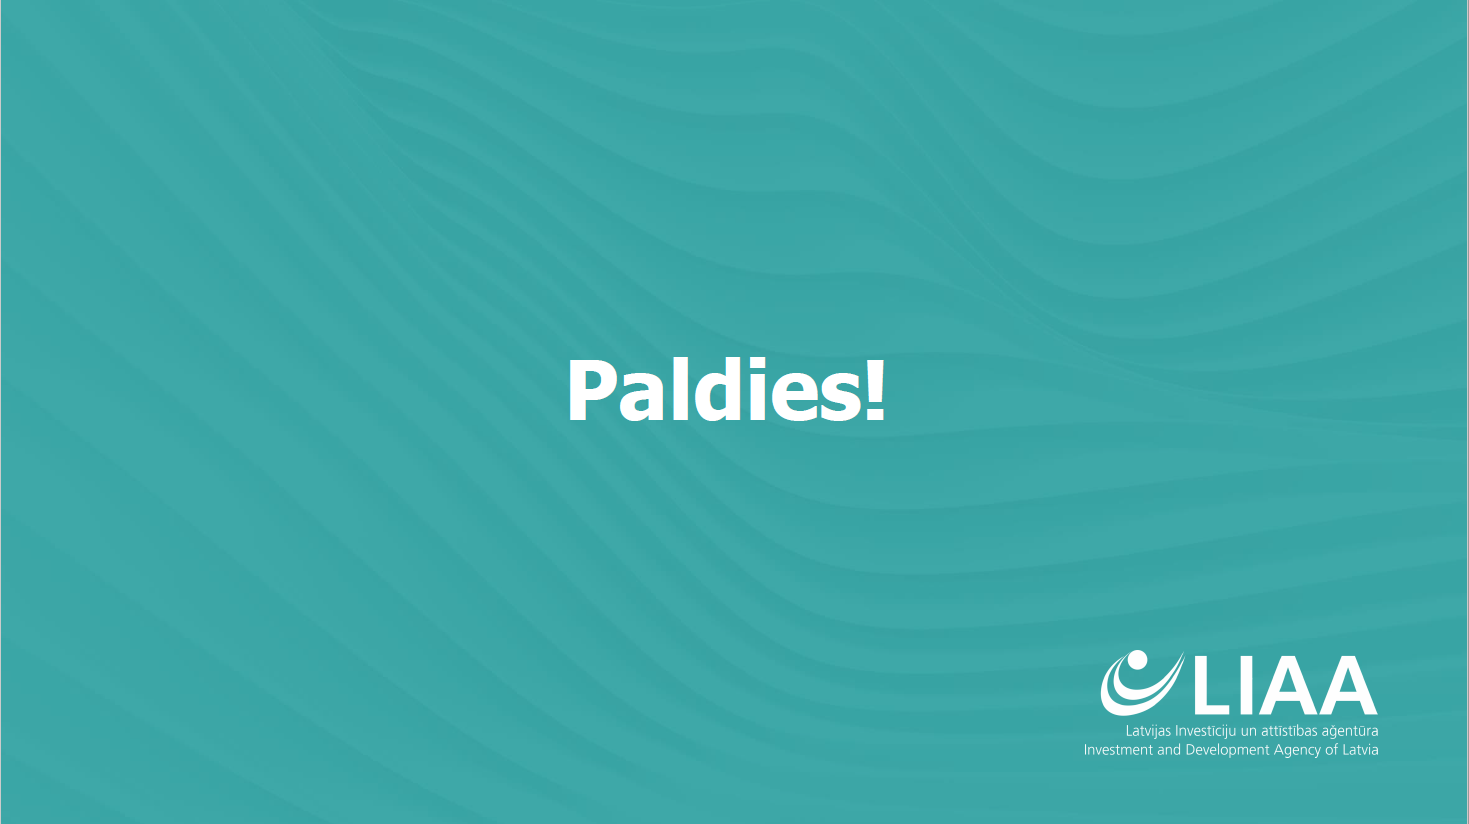 Paldies!
LIAA
Latvijas Investīciju un attīstības aģentūra
Investment and Development Agency of Latvia